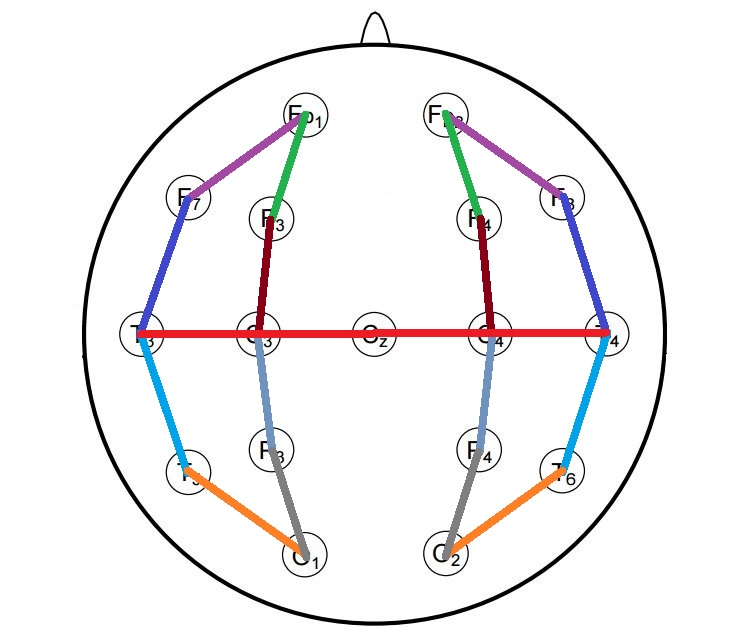 Fp1 Fp2
F7 F3 F4 F8
T3 C3 Cz C4 T4
T5 P3 P4 T6
O1 O2